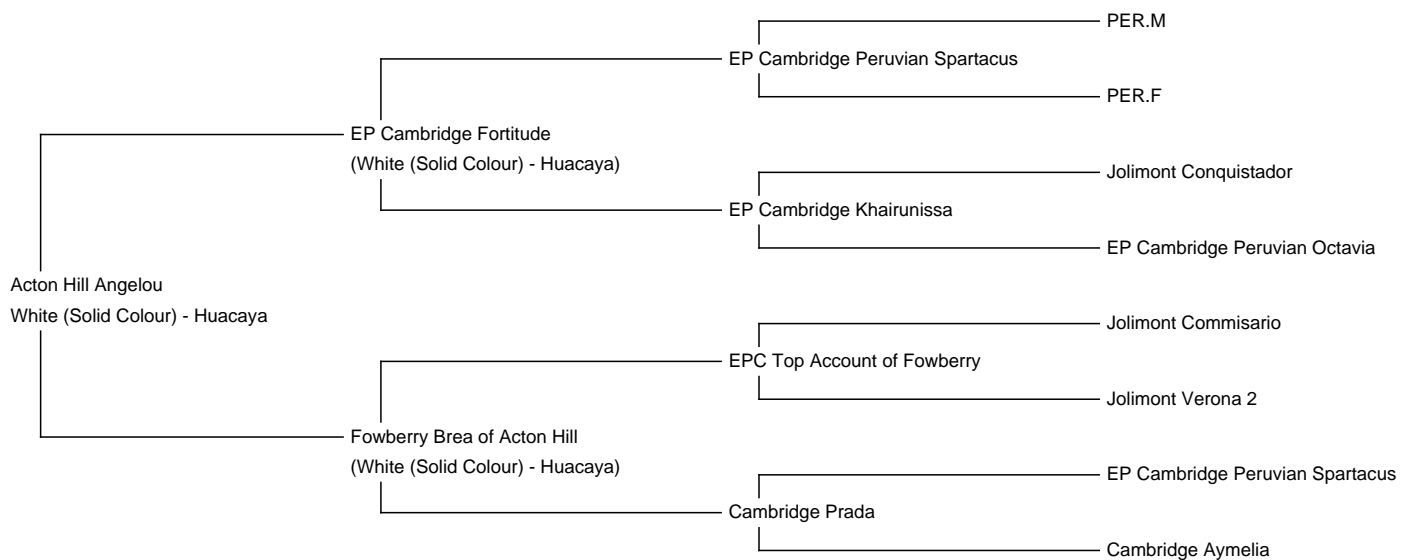 PER.M
EP Cambridge Peruvian Spartacus
PER.F
EP Cambridge Fortitude
(White (Solid Colour) - Huacaya)
Jolimont Conquistador
EP Cambridge Khairunissa
EP Cambridge Peruvian Octavia
Acton Hill Angelou
White (Solid Colour) - Huacaya
Jolimont Commisario
EPC Top Account of Fowberry
Jolimont Verona 2
Fowberry Brea of Acton Hill
(White (Solid Colour) - Huacaya)
EP Cambridge Peruvian Spartacus
Cambridge Prada
Cambridge Aymelia